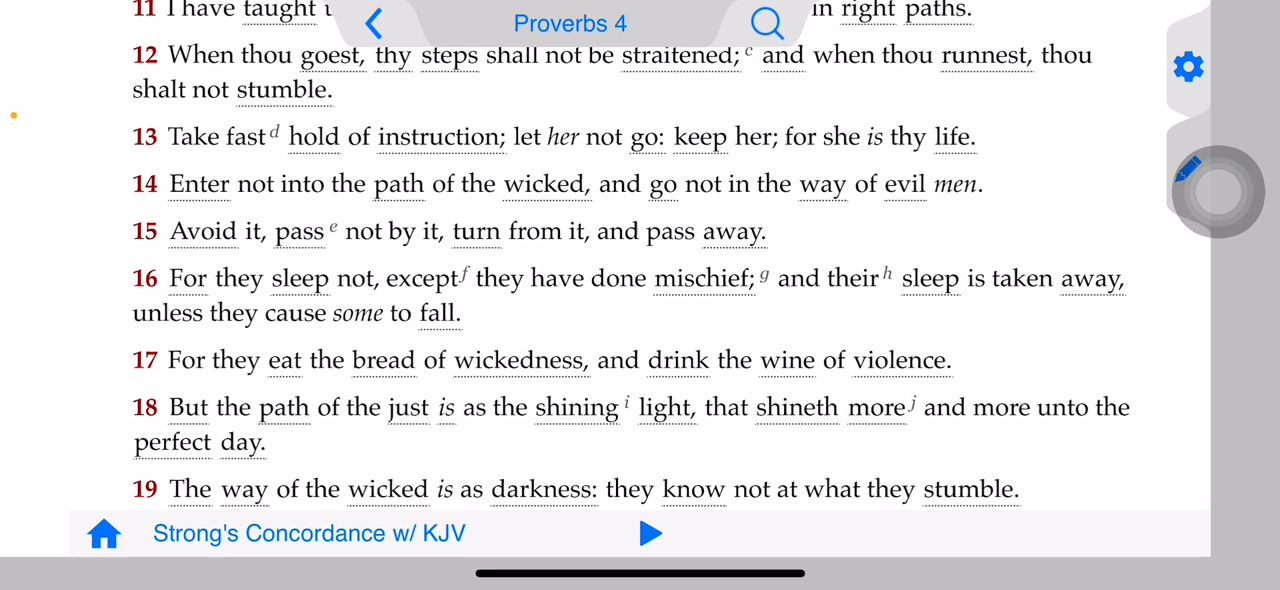 Proverbs 4
11 I have taught in right paths.
12 When thou goest, thy steps shall not be straitened; c and when thou runnest, thou
shalt not stumble.
13 Take fast d hold of instruction; let her not go: keep her; for she is thy life.
14 Enter not into the path of the wicked, and go not in the way of evil men.
15 Avoid it, pass e not by it, turn from it, and pass away.
16 For they sleep not, except f they have done mischief; g and their h sleep is taken away,
unless they cause some to fall.
17 For they eat the bread of wickedness, and drink the wine of violence.
18 But the path of the just is as the shining i light, that shineth more j and more unto the
perfect day.
19 The way of the wicked is as darkness: they know not at what they stumble.
Strong's Concordance w/ KJV